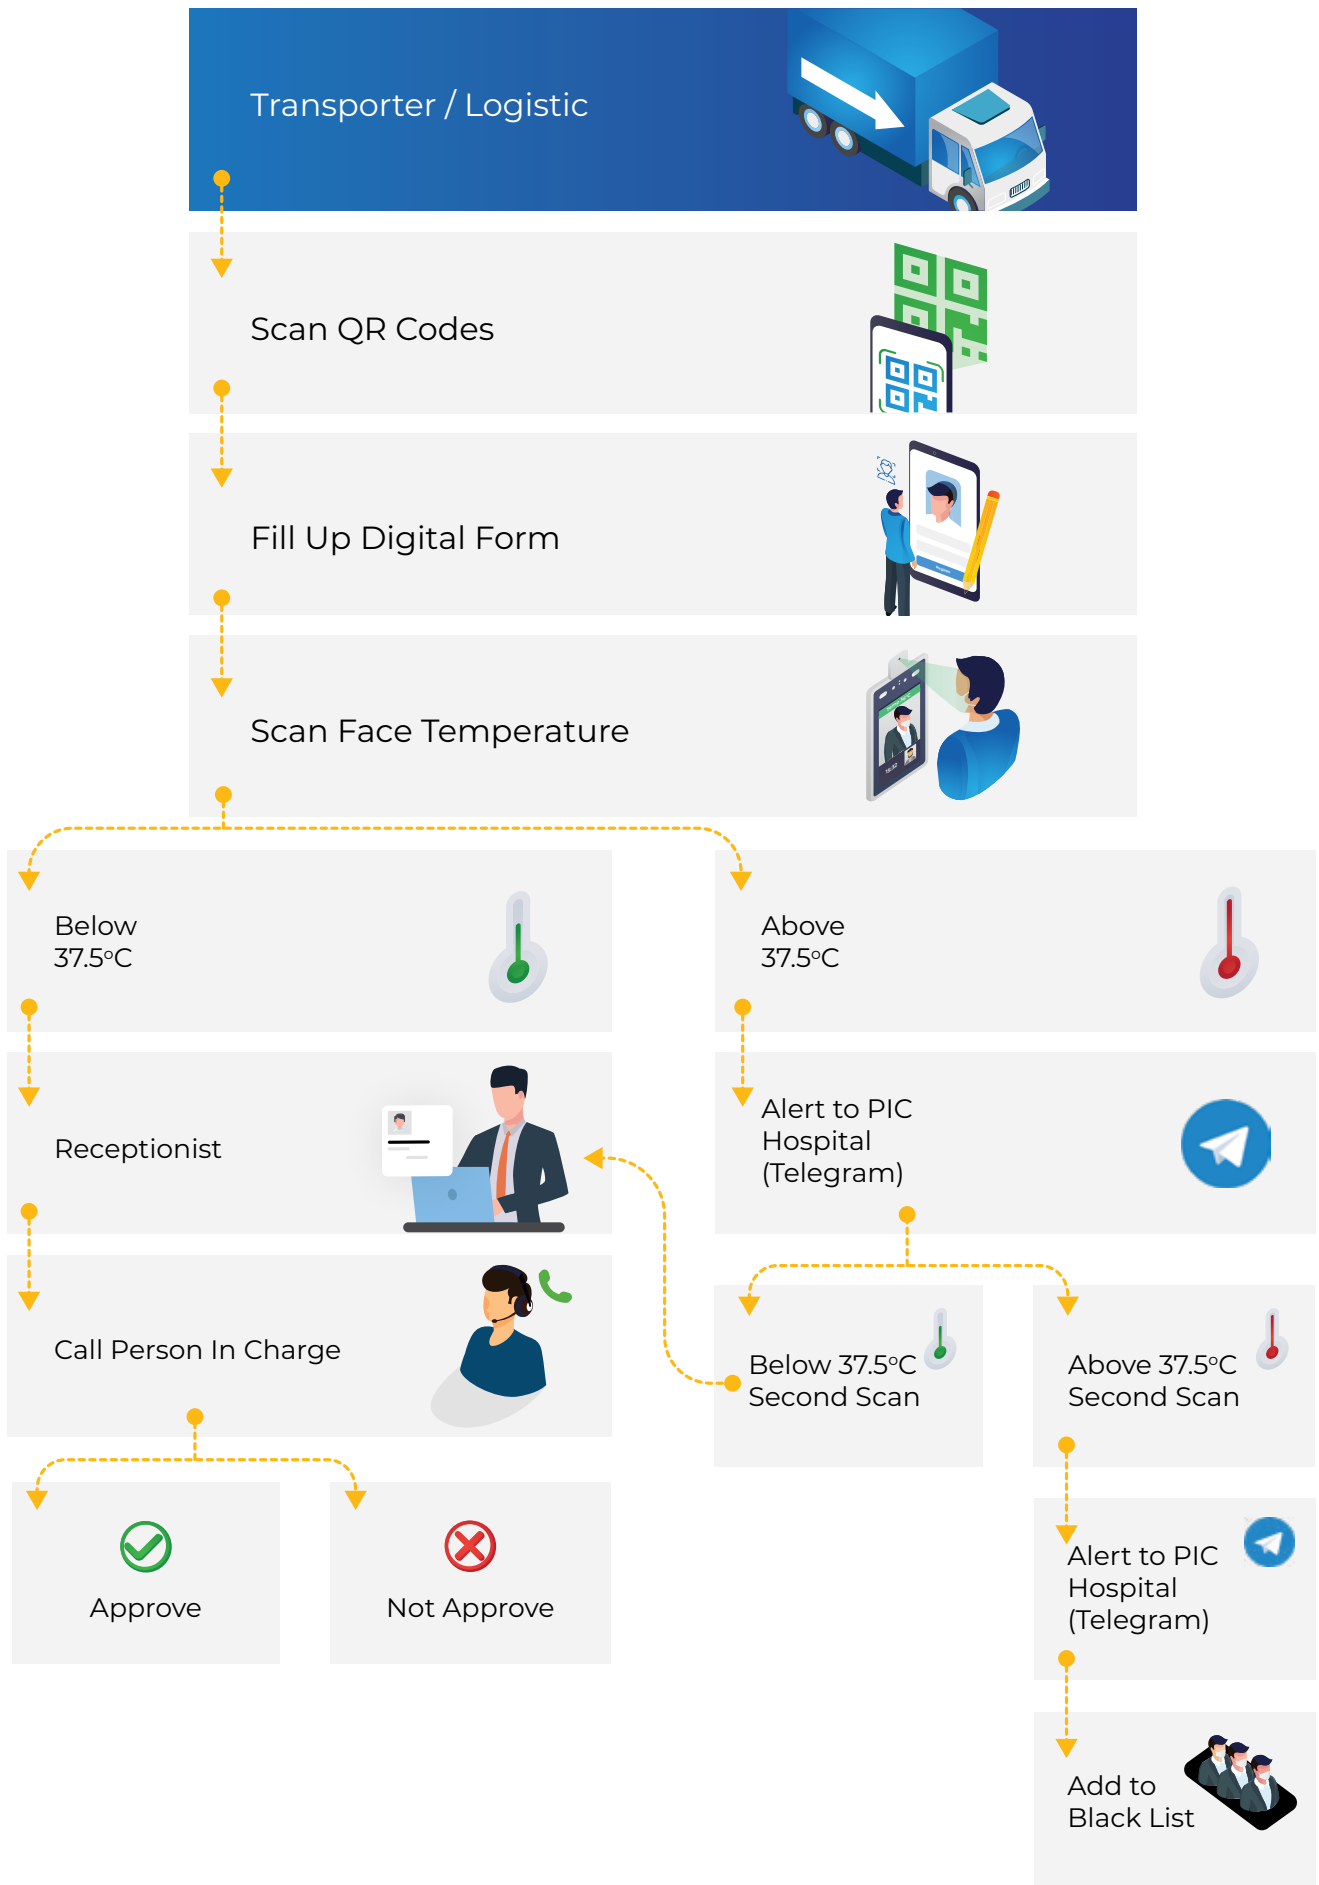 Transporter / Logistic
Scan QR Codes
Fill Up Digital Form
Scan Face Temperature
Below
37.5°C
Above
37.5°C
Receptionist
Alert to PIC
Hospital
(Telegram)
Call Person In Charge
Below 37.5°C
Second Scan
Above 37.5°C
Second Scan
Approve
Not Approve
Alert to PIC
Hospital
(Telegram)
Add to
Black List